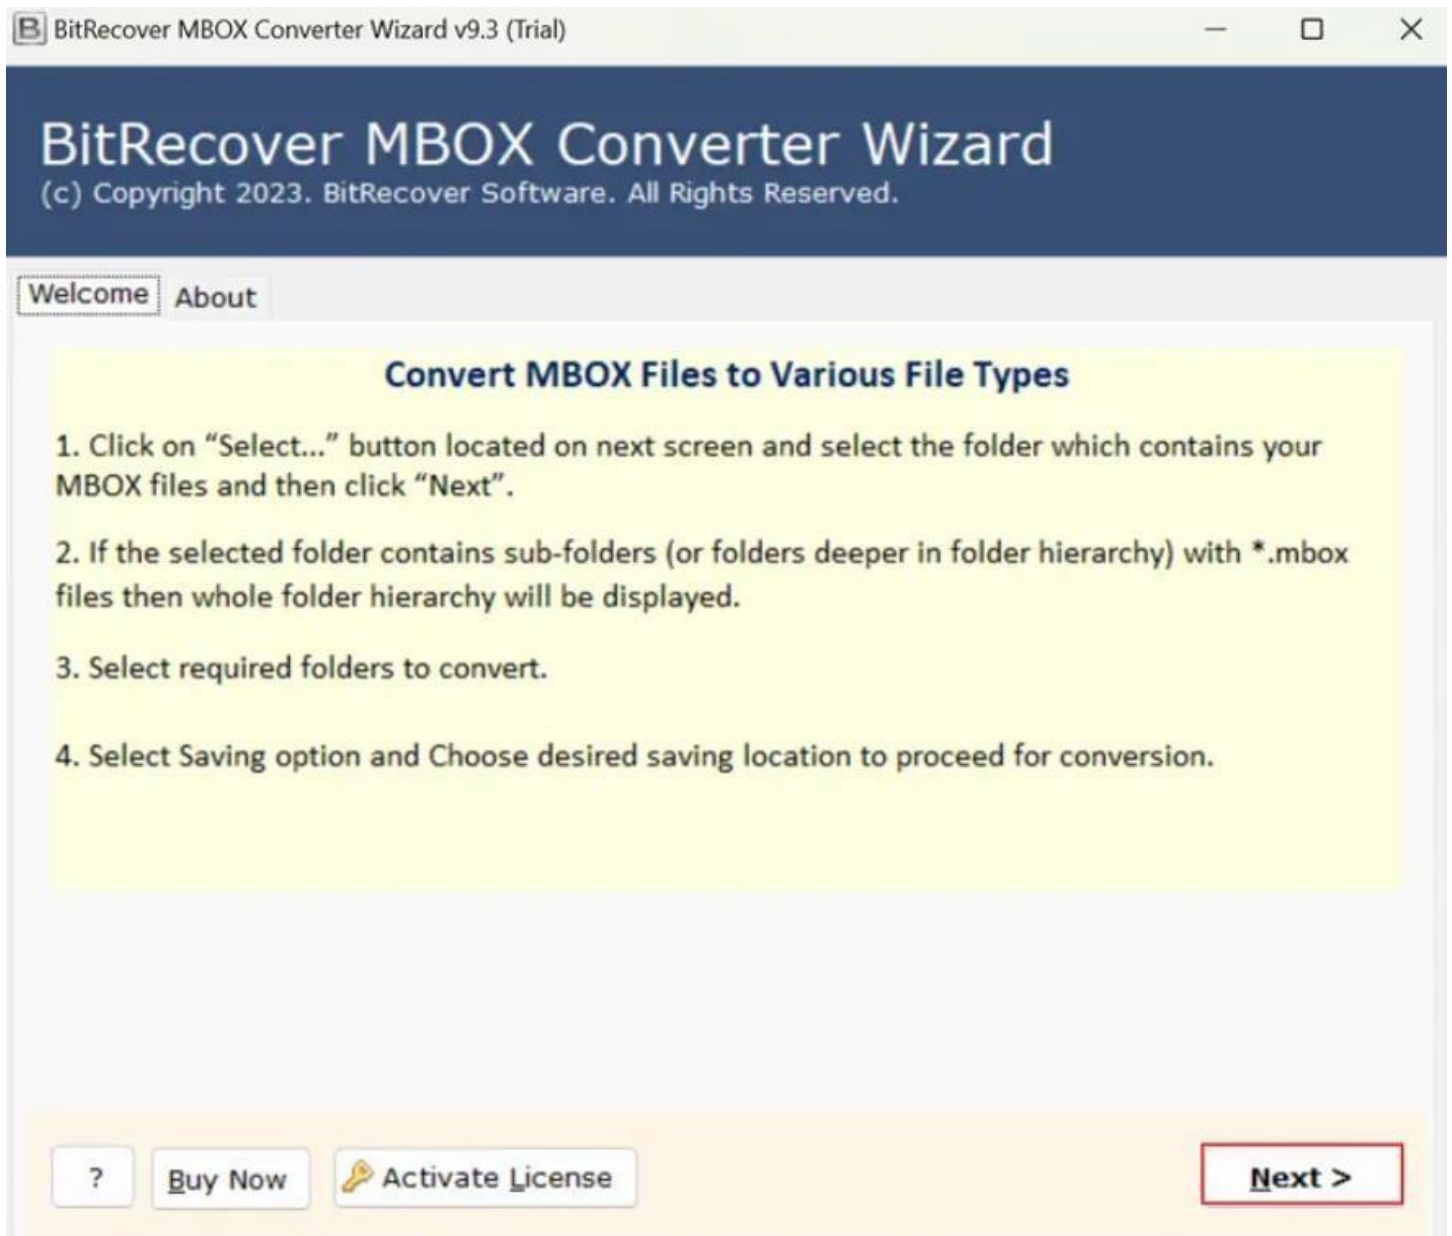 BitRecover MBOX Converter Wizard v9.3 (Trial)
BitRecover MBOX Converter Wizard
(c) Copyright 2023. BitRecover Software. All Rights Reserved.
Welcome About
Convert MBOX Files to Various File Types
1. Click on “Select...” button located on next screen and select the folder which contains your
MBOX files and then click “Next”.
2. If the selected folder contains sub-folders (or folders deeper in folder hierarchy) with *.mbox
files then whole folder hierarchy will be displayed.
3. Select required folders to convert.
4. Select Saving option and Choose desired saving location to proceed for conversion.
? Buy Now Activate License Next >